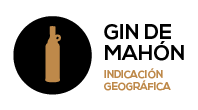 GIN DE
MAHÓN
INDICACIÓN
GEOGRÁFICA